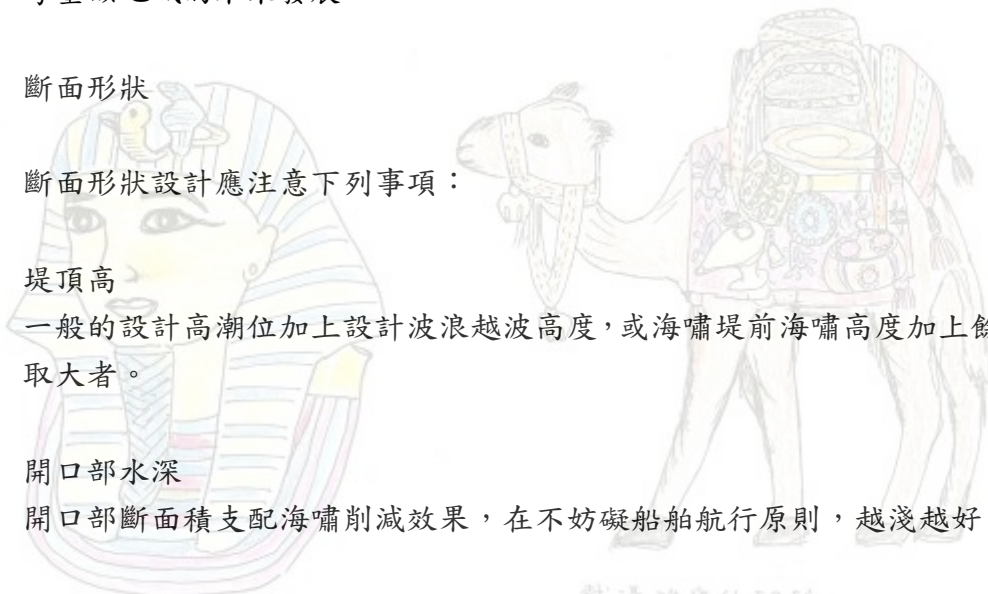 斷面形狀
斷面形狀設計應注意下列事項：
堤頂高
一般的設計高潮位加上設計波浪越波高度，或海嘯堤前海嘯高度加上餘
取大者。
開口部水深
開口部斷面積支配海嘯削減效果，在不妨礙船舶航行原則，越淺越好